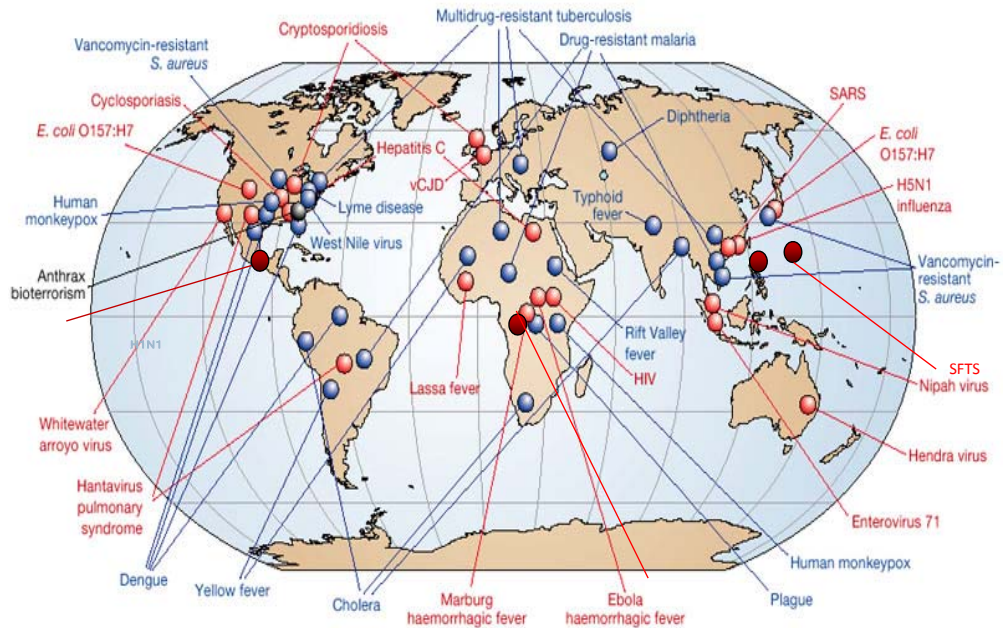 Multidrug-resistant tuberculosis
Cryptosporidiosis
Drug-resistant malaria
Vancomycin-resistant
S. aureus
SARS
Cyclosporiasis
E. coli
O157:H7
Diphtheria
E. coli O157:H7
Hepatitis C
vCJD
H5N1
influenza
Human
monkeypox
Lyme disease
Typhoid
fever
West Nile virus
Anthrax
bioterrorism
Vancomycin-
resistant
S. aureus
Rift Valley
fever
H1N1
SFTS
HIV
Lassa fever
Nipah virus
Whitewater
arroyo virus
Hendra virus
Hantavirus
pulmonary
syndrome
Enterovirus 71
Human monkeypox
Dengue
Yellow fever
Cholera
Marburg
haemorrhagic fever
Ebola
haemorrhagic fever
Plague